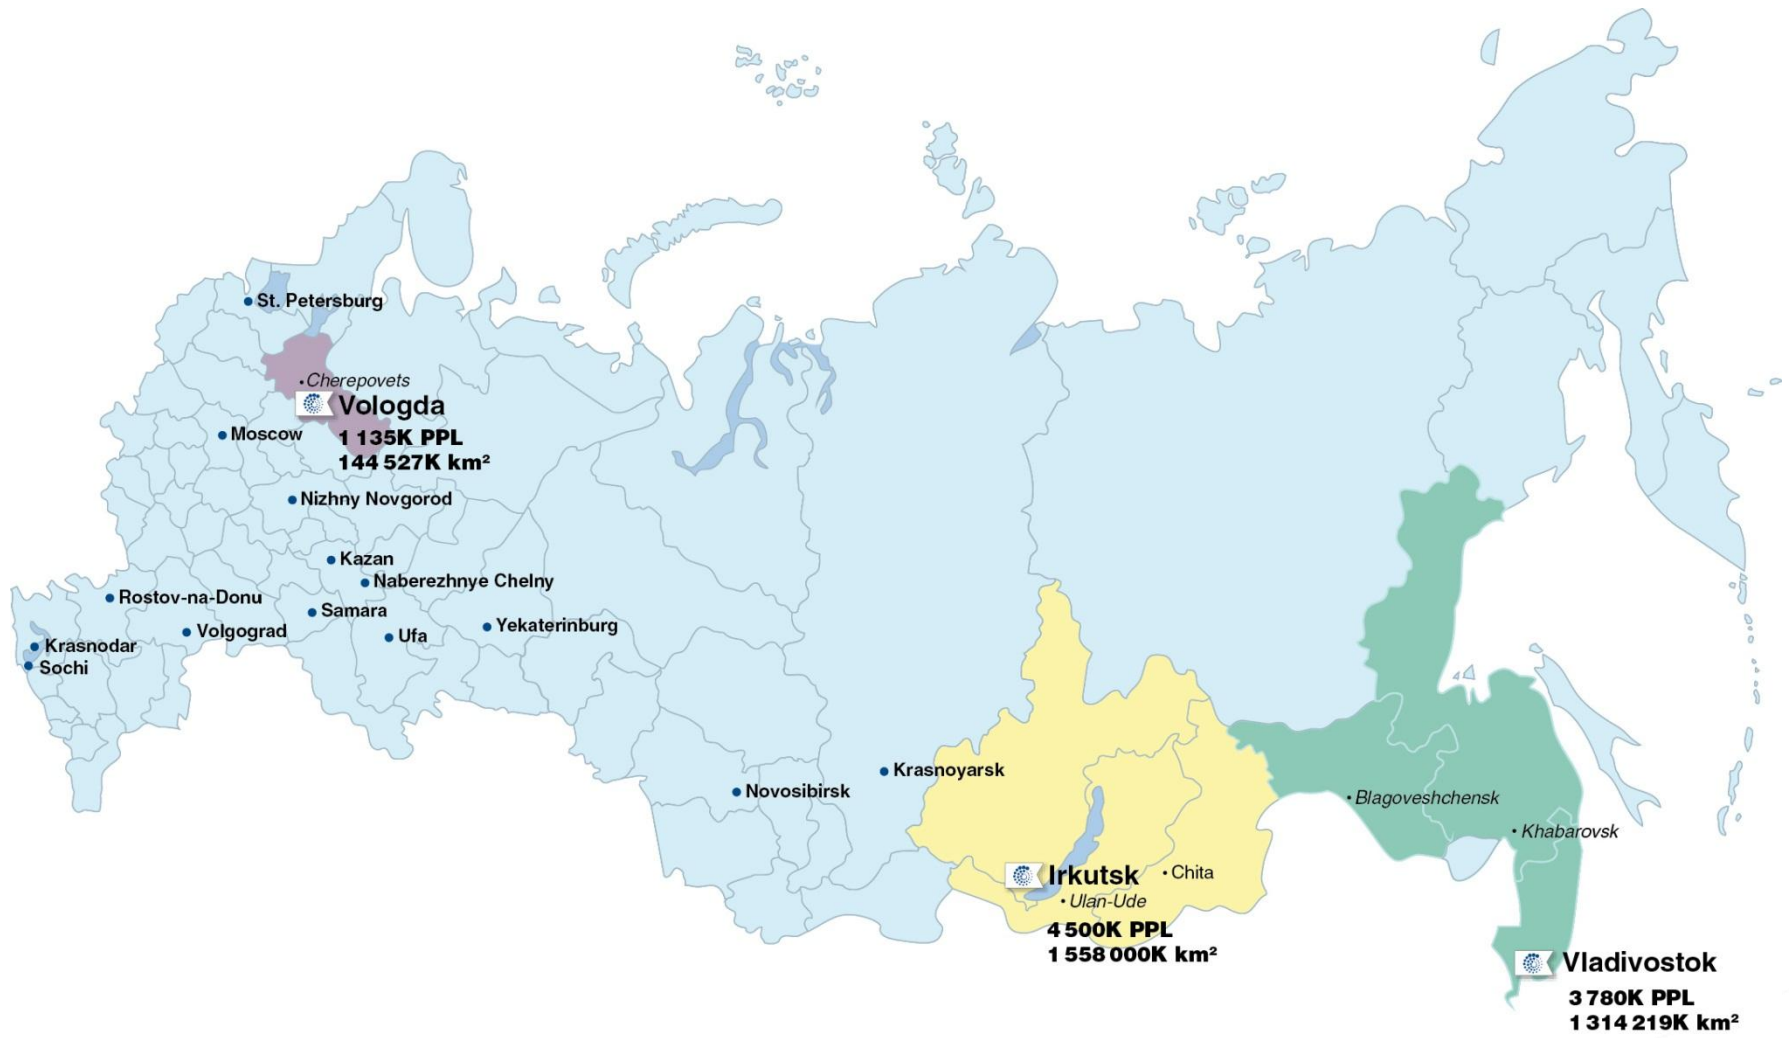 St. Petersburg
Cherepovets
Vologda
1 135K PPL
144 527K km²
Moscow
Nizhny Novgorod
Kazan
Naberezhnye Chelny
Rostov-na-Donu
Samara
Volgograd
Ufa
Yekaterinburg
Krasnodar
Sochi
Krasnoyarsk
Novosibirsk
Irkutsk
Chita
Ulan-Ude
4 500K PPL
1 558 000K km²
Blagoveshchensk
Khabarovsk
Vladivostok
3 780K PPL
1 314 219K km²